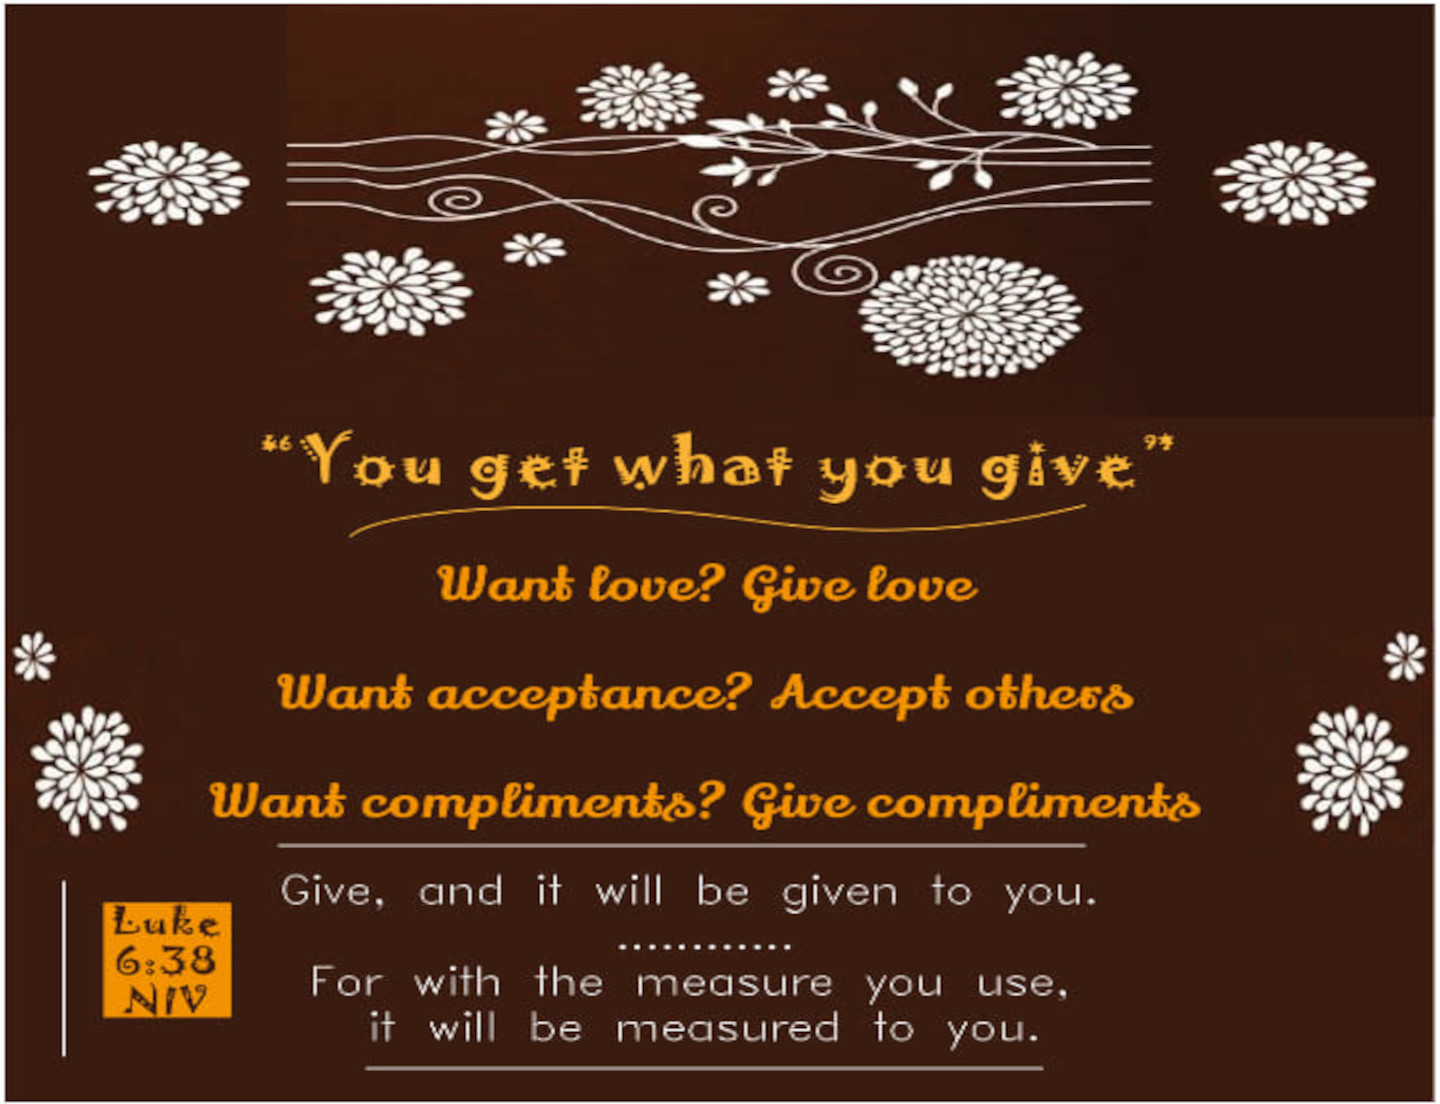 “You get what you give”
Want love? Give love
Want acceptance? Accept others
Want compliments? Give compliments
Luke
6:38
NIV
Give, and it will be given to you.
............
For with the measure you use,
it will be measured to you.